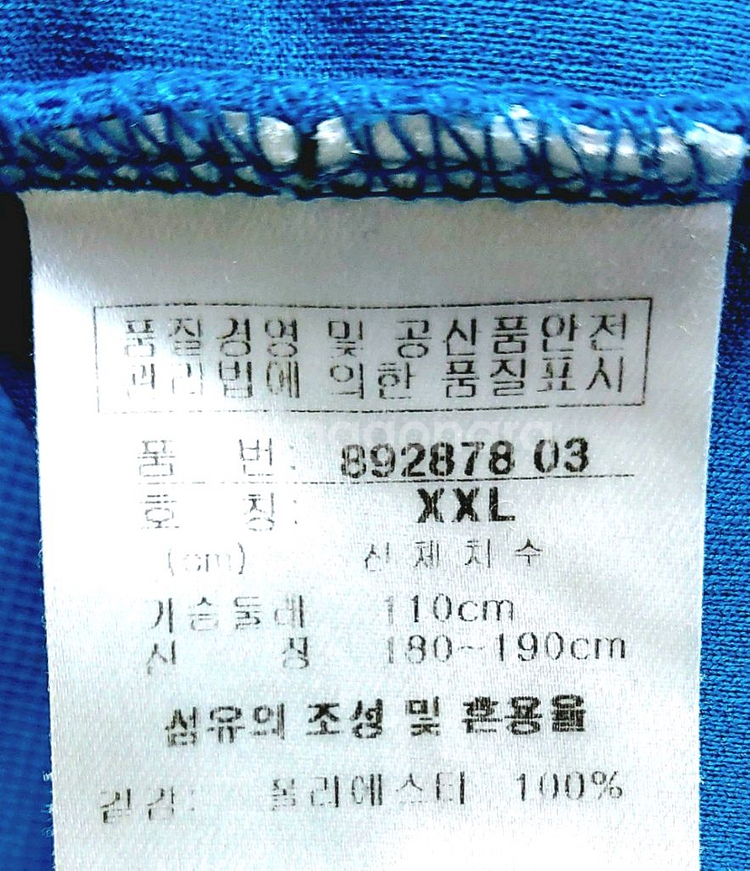 품질경영 및 공산품안전
관리법에 의한 품질표시
품 번: 892878 03
호 칭: XXL
(cm) 신체치수
가슴둘레 110cm
신 장 180~190cm
섬유의 조성 및 혼용율
겉감: 폴리에스터 100%